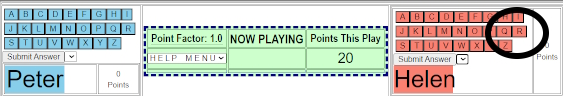 A B C D E F G H I
J K L M N O P Q R
S T U V W X Y Z
Submit Answer
Peter
0
Points
Point Factor: 1.0
NOW PLAYING
Points This Play
HELP MENU
20
A B C D E F G H I
J K L M N O P Q R
S T U V W X Y Z
Submit Answer
Helen
Points